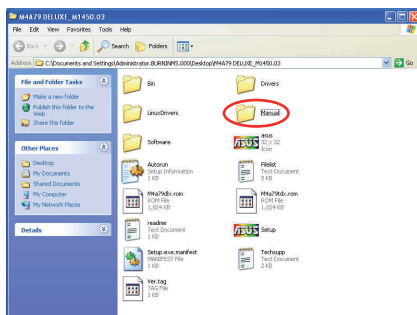 M4A79 DELUXE_M1450.03
File Edit View Favorites Tools Help
Back Search Folders
Address C:\Documents and Settings\Administrator.BURNINMS.000\Desktop\M4A79 DELUXE_M1450.03 Go
File and Folder Tasks
Make a new folder
Publish this folder to the Web
Share this folder
Other Places
Desktop
My Documents
Shared Documents
My Computer
My Network Places
Details
Bin
Drivers
LinuxDrivers
Manual
Software
asus
32 x 32
Icon
Autorun
Setup Information
1 KB
Filelist
Text Document
8 KB
M4a79dlx.rom
ROM File
1,024 KB
M4a79tdx.rom
ROM File
1,024 KB
readme
Text Document
1 KB
Setup
Setup.exe.manifest
MANIFEST File
1 KB
Techsupp
Text Document
2 KB
Ver.tag
TAG File
1 KB